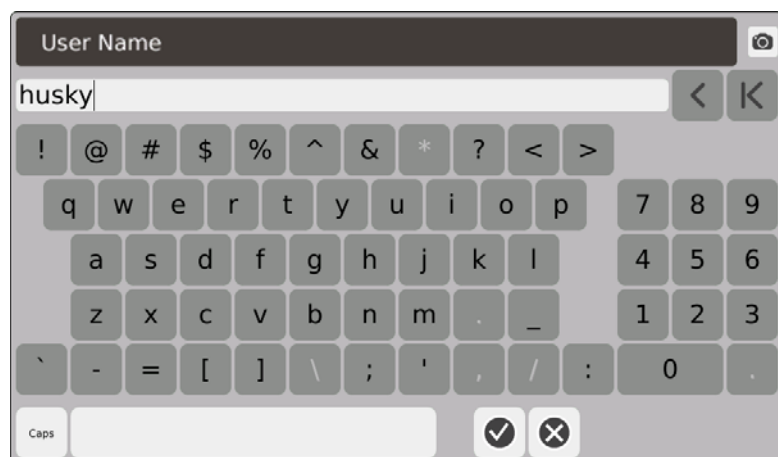 User Name
husky
! @ # $ % ^ & * ? < >
q w e r t y u i o p 7 8 9
a s d f g h j k l 4 5 6
z x c v b n m . _ 1 2 3
` - = [ ] \ ; ' , / : 0 .
Caps